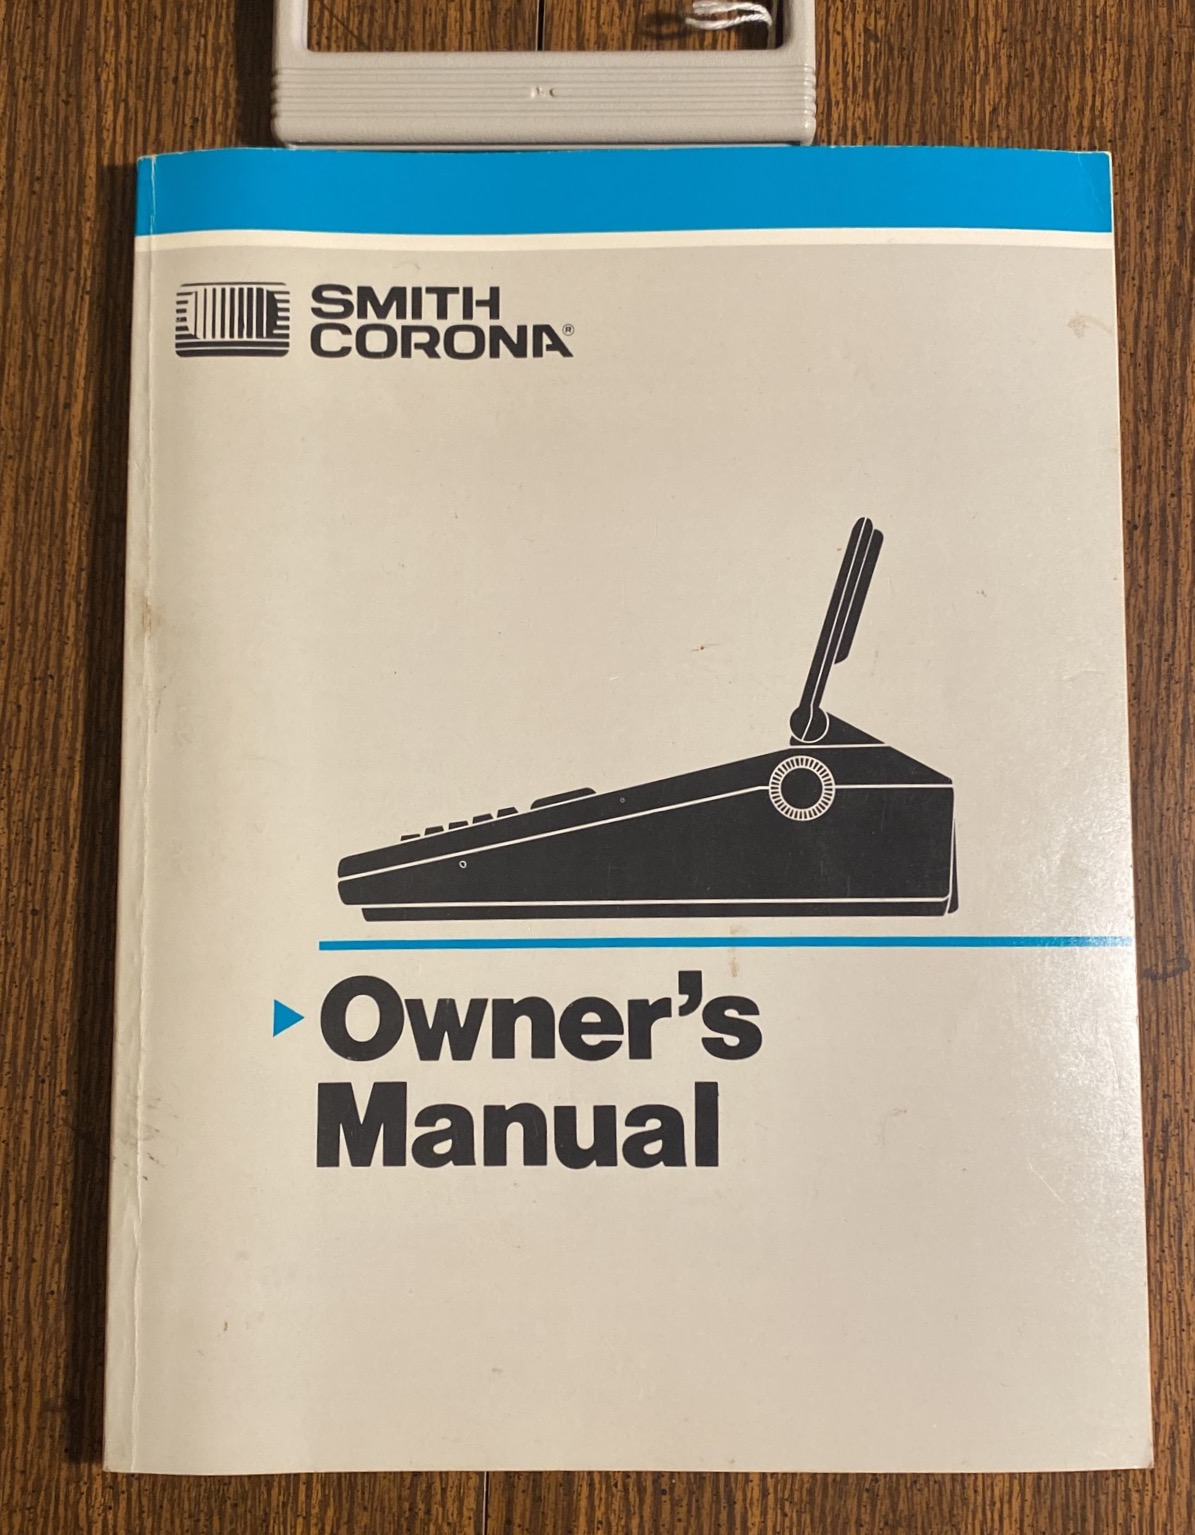 SMITH
CORONA®
Owner's
Manual